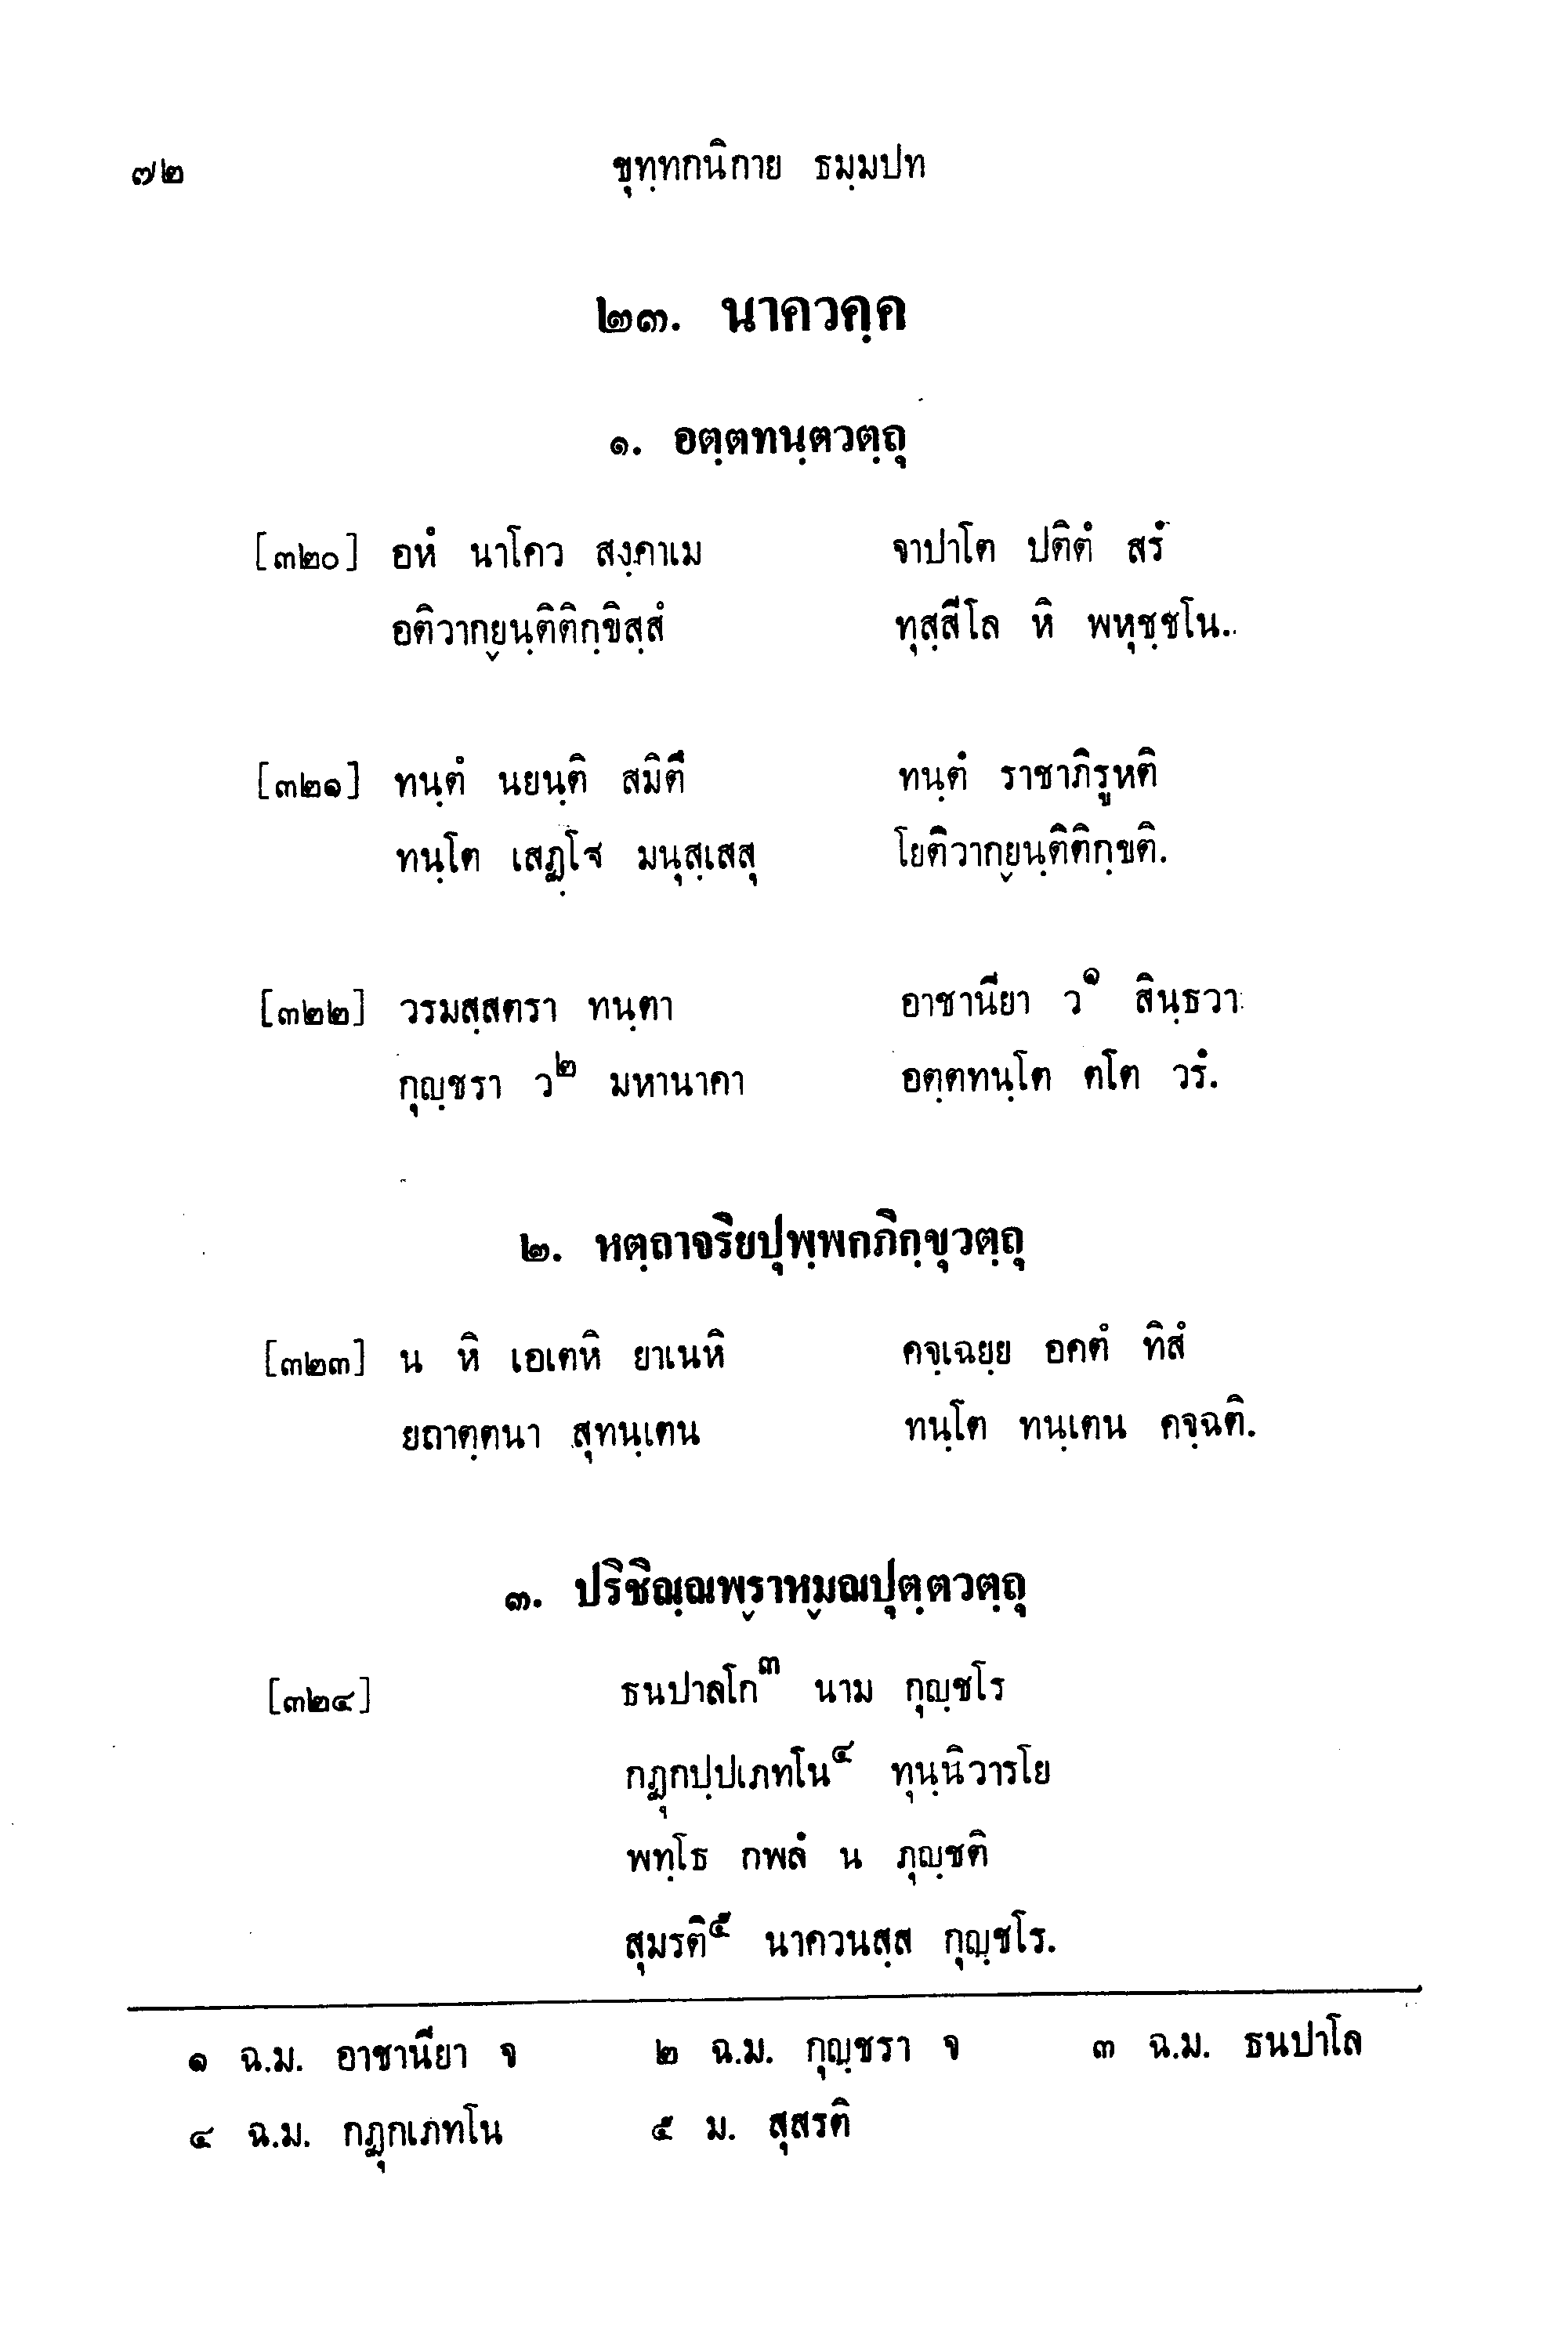 ๗๒ ขุทฺทกนิกาย ธมฺมปท
๒๓. นาควคฺค
๑. อตฺตทนฺตวตฺถุ
[๓๒๐] อหํ นาโคว สงฺคาเม จาปาโต ปติตํ สรํ
อติวากฺยนฺติติกฺขิสฺสํ ทุสฺสีโล หิ พหุชฺชโน.
[๓๒๑] ทนฺตํ นยนฺติ สมิตึ ทนฺตํ ราชาภิรูหติ
ทนฺโต เสฏฺโฐ มนุสฺเสสุ โยติวากฺยนฺติติกฺขติ.
[๓๒๒] วรมสฺสตรา ทนฺตา อาชานียา ว๑ สินฺธวา
กุญฺชรา ว๒ มหานาคา อตฺตทนฺโต ตโต วรํ.
๒. หตฺถาจริยปุพฺพกภิกฺขุวตฺถุ
[๓๒๓] น หิ เอเตหิ ยาเนหิ คจฺเฉยฺย อคตํ ทิสํ
ยถาตฺตนา สุทนฺเตน ทนฺโต ทนฺเตน คจฺฉติ.
๓. ปริชิณฺณพฺราหฺมณปุตฺตวตฺถุ
[๓๒๔] ธนปาลโก๓ นาม กุญฺชโร
กฏุกปฺปเภทโน๔ ทุนฺนิวารโย
พทฺโธ กพลํ น ภุญฺชติ
สุมรติ๕ นาควนสฺส กุญฺชโร.
๑ ฉ.ม. อาชานียา จ ๒ ฉ.ม. กุญฺชรา จ ๓ ฉ.ม. ธนปาโล
๔ ฉ.ม. กฏุกเภทโน ๕ ม. สุสรติ